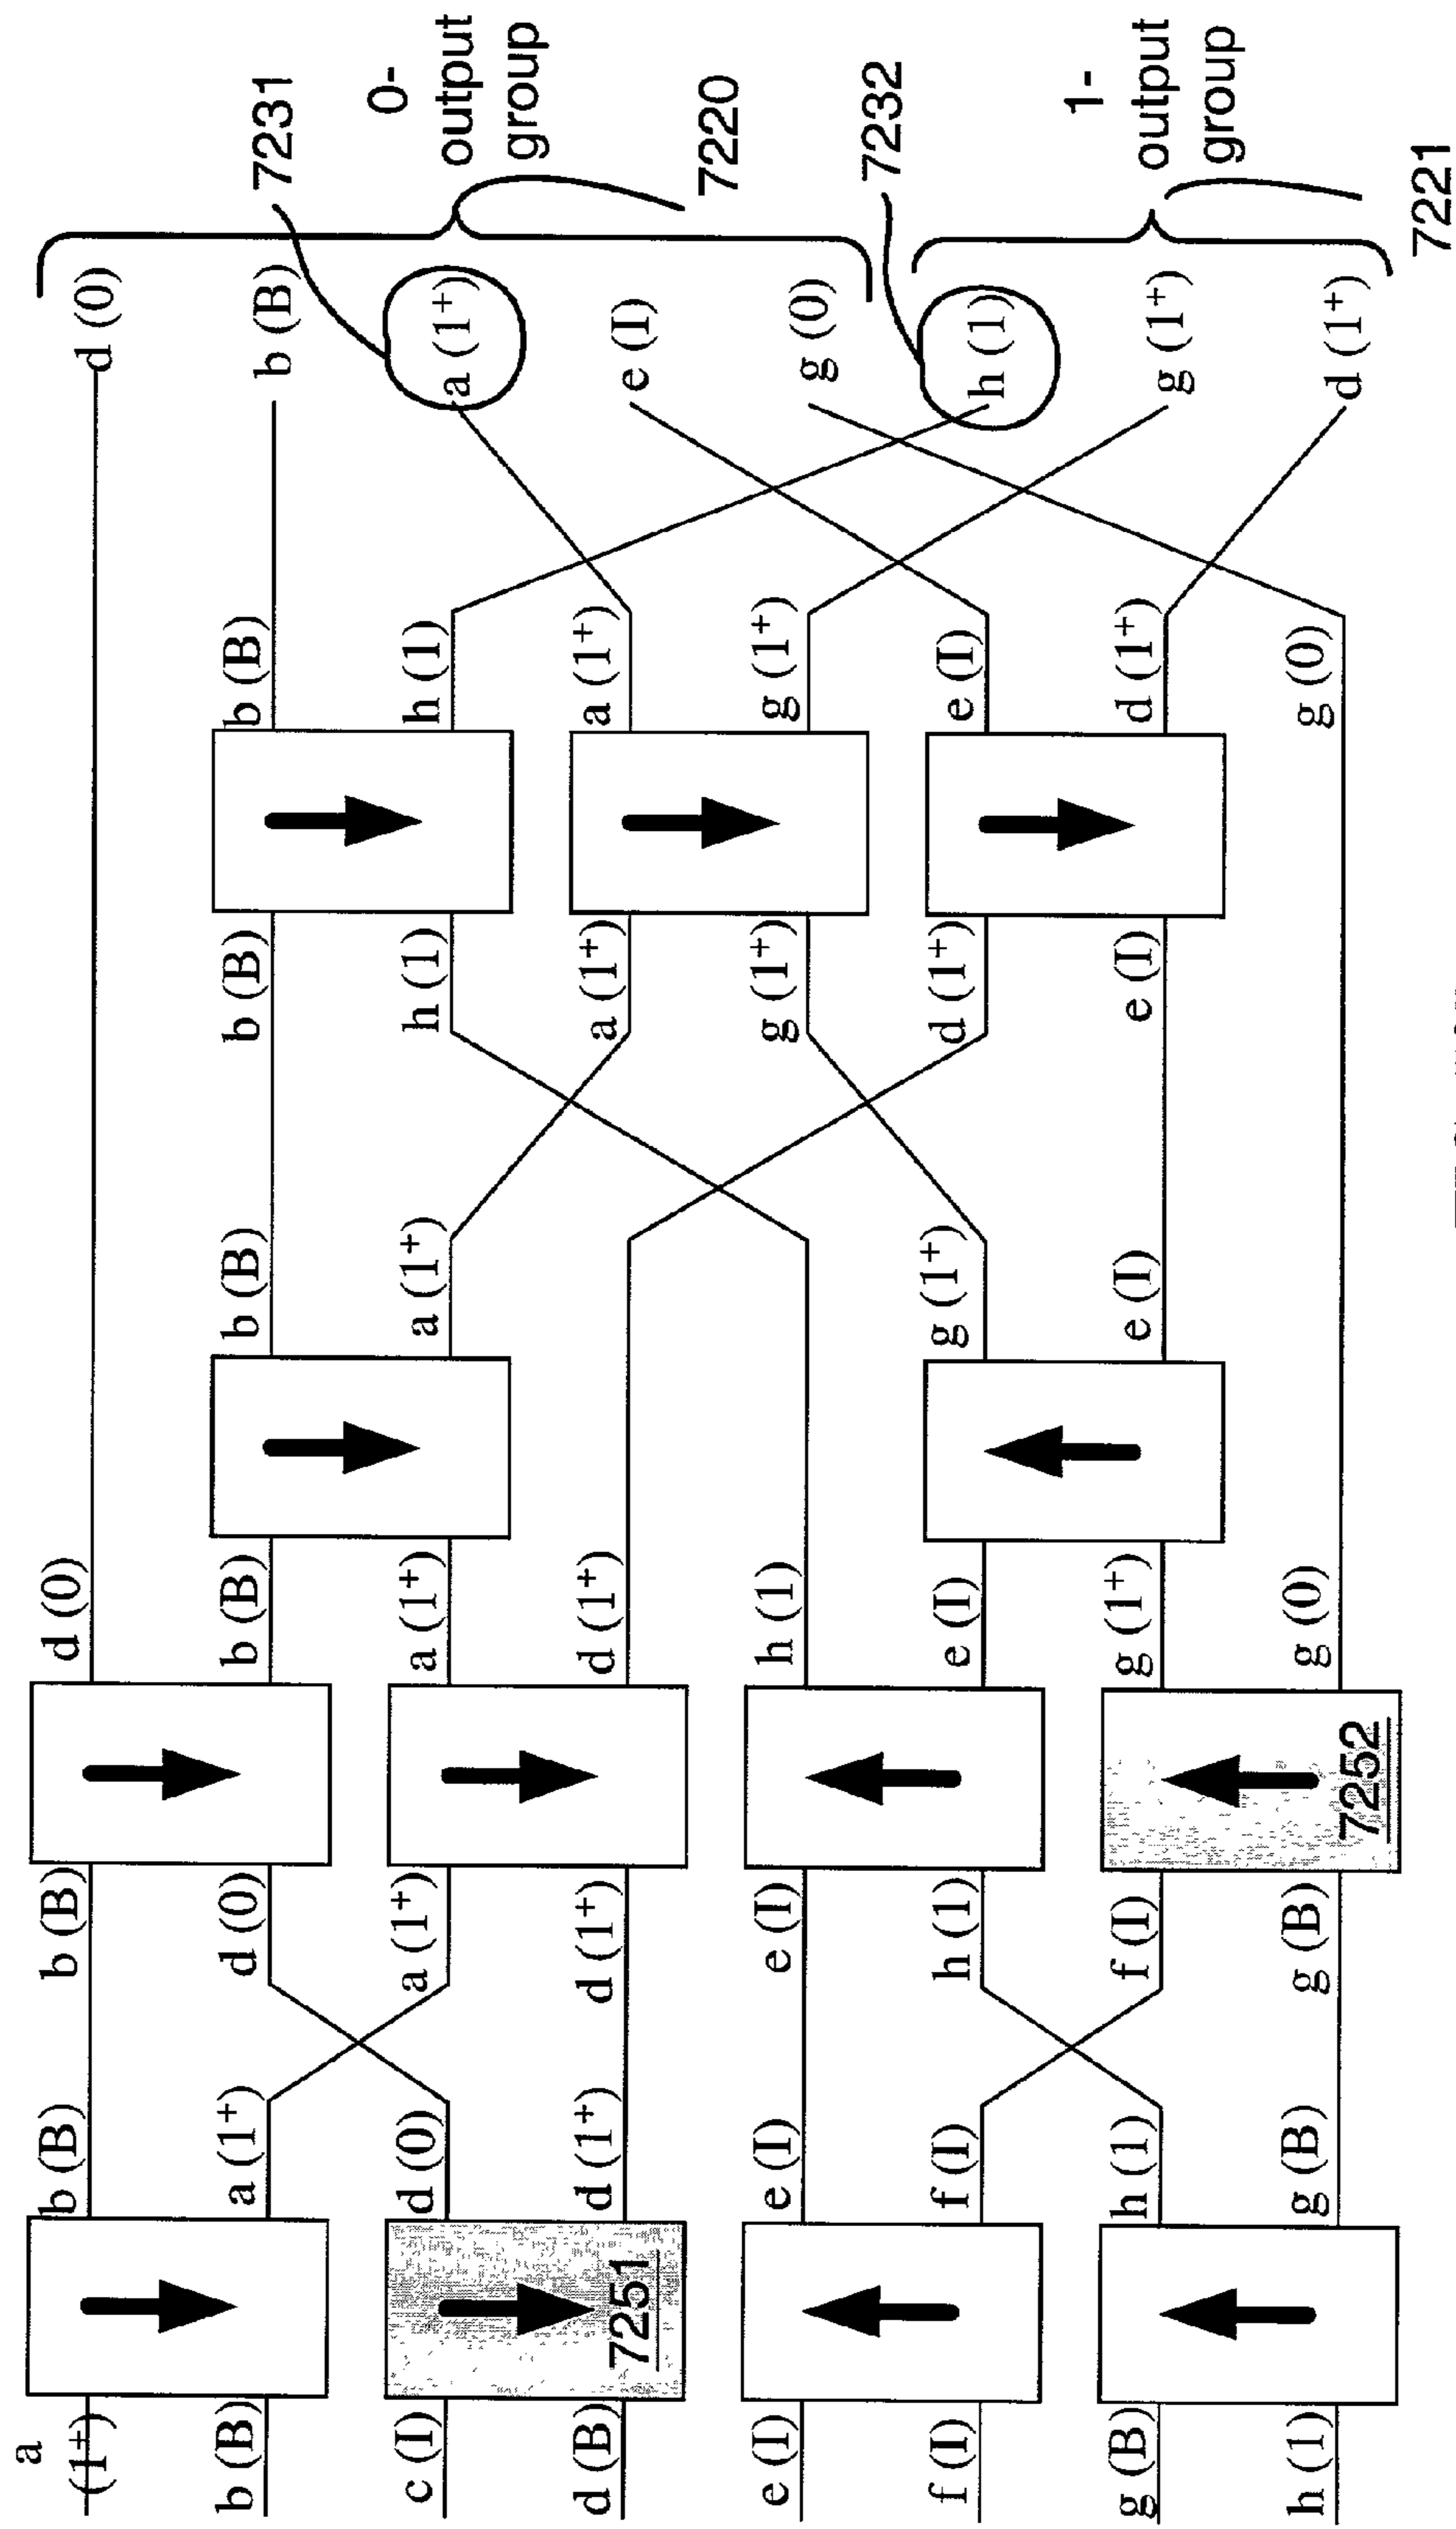 a
(1⁺)
b (B)
c (I)
d (B)
e (I)
f (I)
g (B)
h (1)
7251
b (B)
a (1⁺)
d (0)
d (1⁺)
e (I)
f (I)
h (1)
g (B)
b (B)
d (0)
a (1⁺)
d (1⁺)
e (I)
h (1)
f (I)
g (B)
7252
d (0)
b (B)
a (1⁺)
d (1⁺)
h (1)
e (I)
g (1⁺)
g (0)
b (B)
a (1⁺)
g (1⁺)
e (I)
b (B)
h (1)
a (1⁺)
g (1⁺)
d (1⁺)
e (I)
b (B)
h (1)
a (1⁺)
g (1⁺)
e (I)
d (1⁺)
g (0)
d (0)
b (B)
a (1⁺)
e (I)
g (0)
h (1)
g (1⁺)
d (1⁺)
7231
0-
output
group
7220
7232
1-
output
group
7221